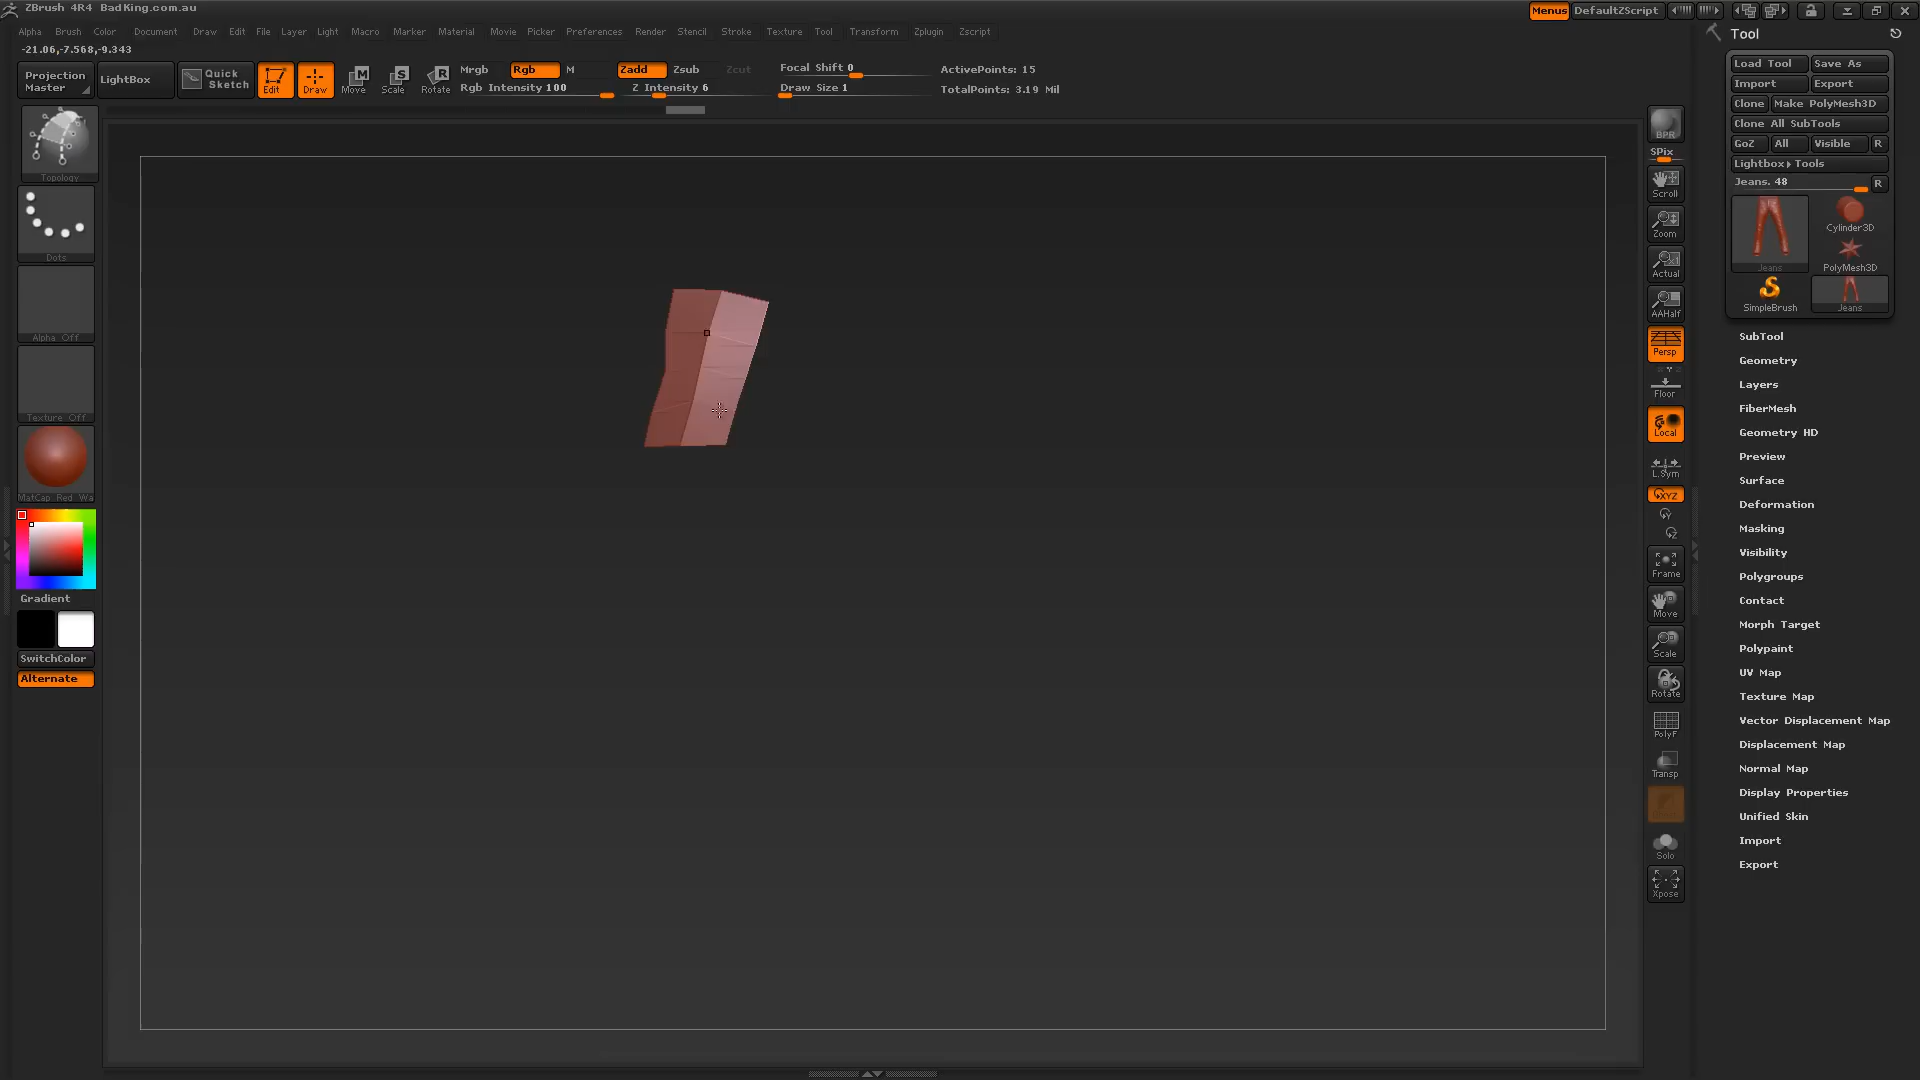 ZBrush 4R4 BadKing.com.au
Menus DefaultZScript
Alpha Brush Color Document Draw Edit File Layer Light Macro Marker Material Movie Picker Preferences Render Stencil Stroke Texture Tool Transform Zplugin Zscript
-21.06,-7.568,-9.343
Projection Master
LightBox
Quick Sketch
Edit
Draw
Move
Scale
Rotate
Mrgb Rgb M
Rgb Intensity 100
Zadd Zsub Zcut
Z Intensity 6
Focal Shift 0
Draw Size 1
ActivePoints: 15
TotalPoints: 3.19 Mil
Topology
Dots
Alpha Off
Texture Off
MatCap Red Wa
Gradient
SwitchColor
Alternate
BPR
SPix
Scroll
Zoom
Actual
AAHalf
Persp
Floor
Local
L.Sym
XYZ
Y
Z
Frame
Move
Scale
Rotate
PolyF
Transp
Solo
Xpose
Tool
Load Tool Save As
Import Export
Clone Make PolyMesh3D
Clone All SubTools
GoZ All Visible R
Lightbox▸Tools
Jeans. 48 R
Jeans
Cylinder3D
PolyMesh3D
SimpleBrush
Jeans
SubTool
Geometry
Layers
FiberMesh
Geometry HD
Preview
Surface
Deformation
Masking
Visibility
Polygroups
Contact
Morph Target
Polypaint
UV Map
Texture Map
Vector Displacement Map
Displacement Map
Normal Map
Display Properties
Unified Skin
Import
Export